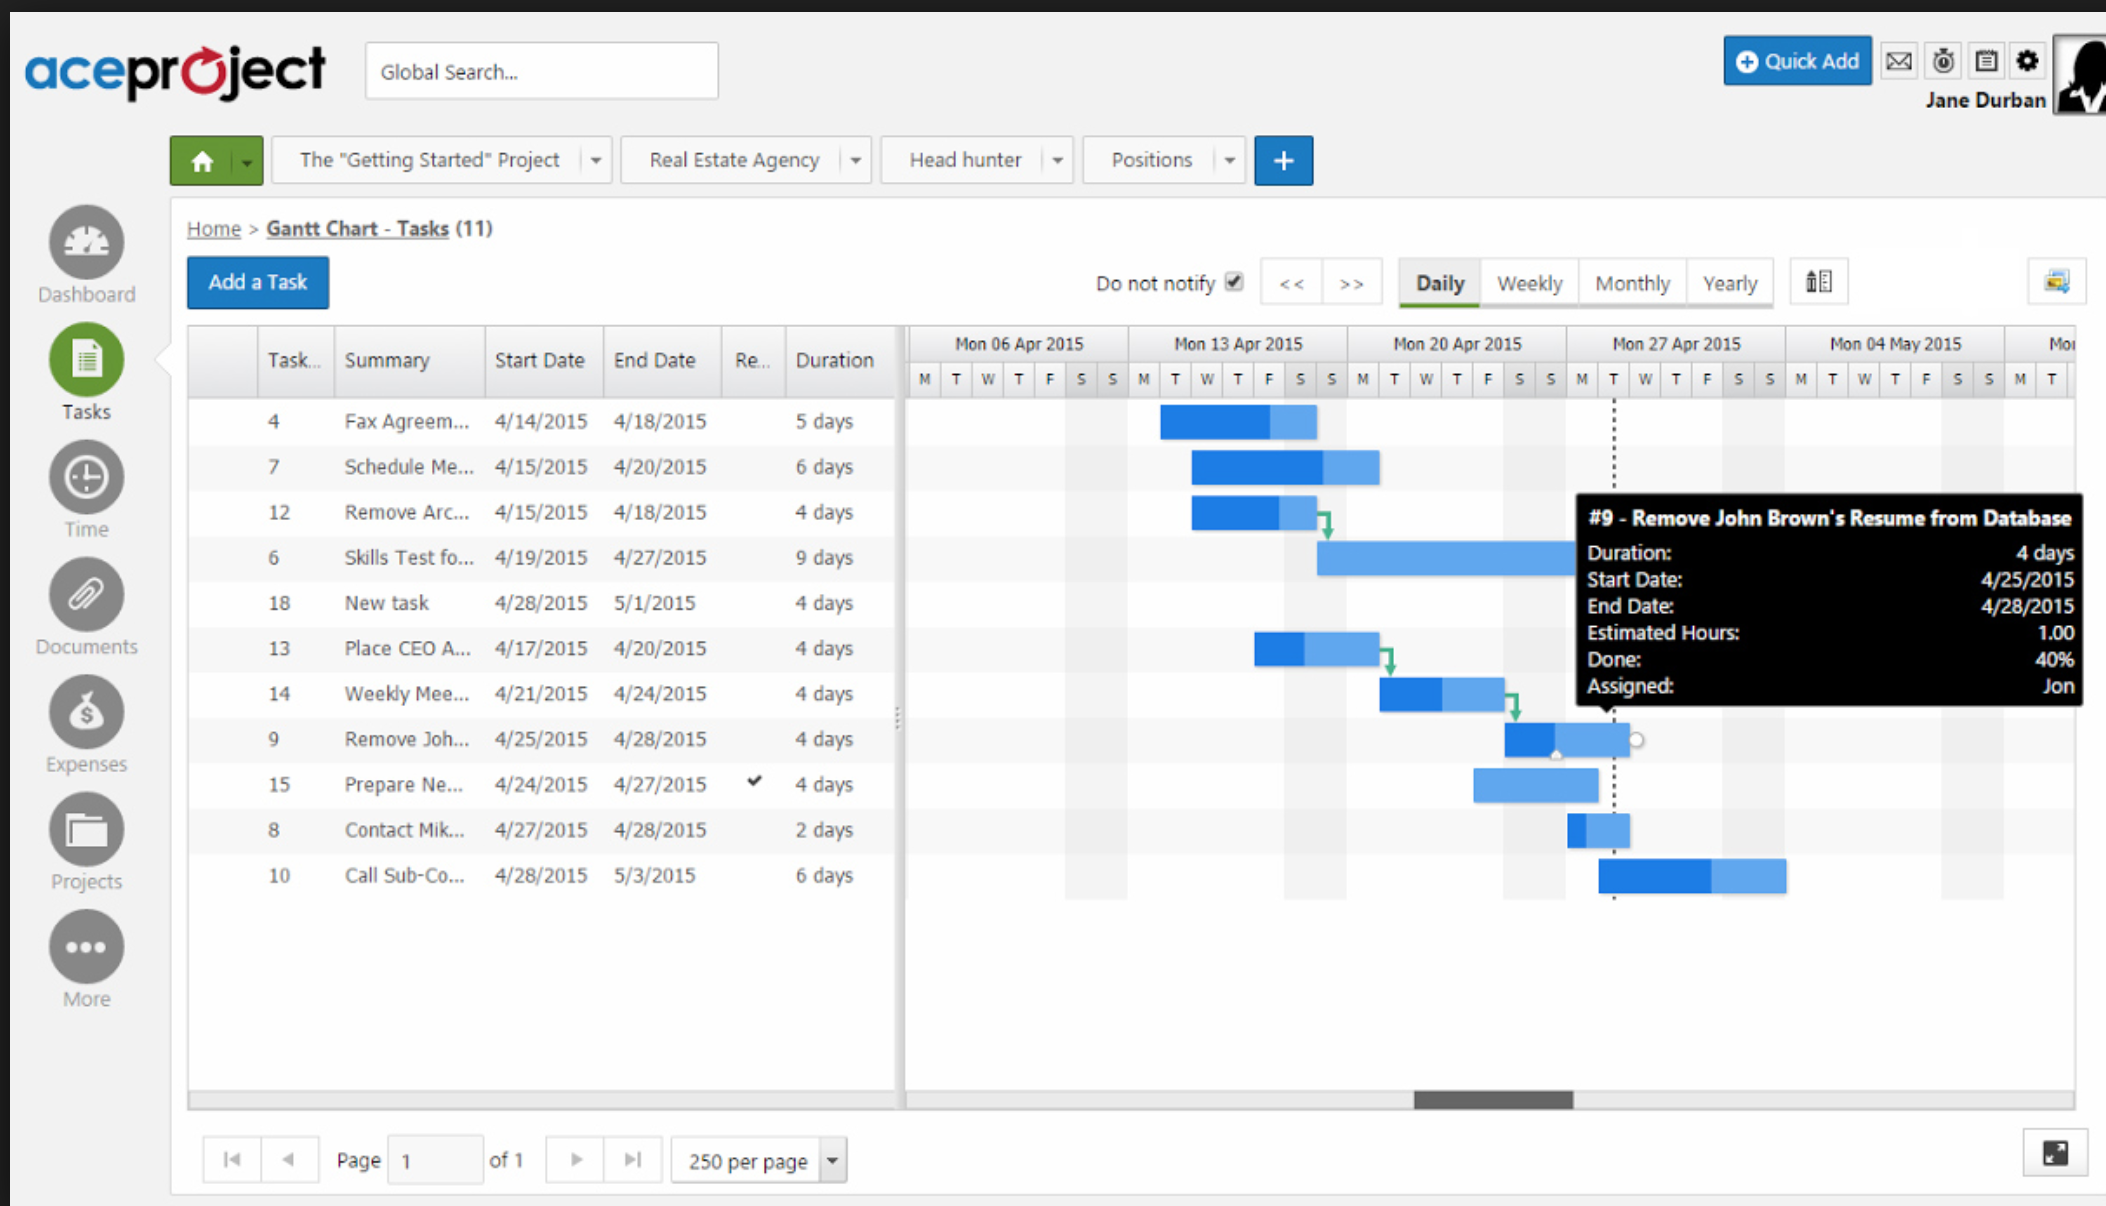 aceproject
Global Search...
Quick Add
Jane Durban
The "Getting Started" Project
Real Estate Agency
Head hunter
Positions
+
Home > Gantt Chart - Tasks (11)
Add a Task
Do not notify
<<
>>
Daily
Weekly
Monthly
Yearly
Dashboard
Tasks
Time
Documents
Expenses
Projects
More
Task... Summary Start Date End Date Re... Duration
4 Fax Agreem... 4/14/2015 4/18/2015 5 days
7 Schedule Me... 4/15/2015 4/20/2015 6 days
12 Remove Arc... 4/15/2015 4/18/2015 4 days
6 Skills Test fo... 4/19/2015 4/27/2015 9 days
18 New task 4/28/2015 5/1/2015 4 days
13 Place CEO A... 4/17/2015 4/20/2015 4 days
14 Weekly Mee... 4/21/2015 4/24/2015 4 days
9 Remove Joh... 4/25/2015 4/28/2015 4 days
15 Prepare Ne... 4/24/2015 4/27/2015 4 days
8 Contact Mik... 4/27/2015 4/28/2015 2 days
10 Call Sub-Co... 4/28/2015 5/3/2015 6 days
Mon 06 Apr 2015 Mon 13 Apr 2015 Mon 20 Apr 2015 Mon 27 Apr 2015 Mon 04 May 2015 Mo
M T W T F S S M T W T F S S M T W T F S S M T W T F S S M T W T F S S M T
#9 - Remove John Brown's Resume from Database
Duration: 4 days
Start Date: 4/25/2015
End Date: 4/28/2015
Estimated Hours: 1.00
Done: 40%
Assigned: Jon
Page 1 of 1
250 per page